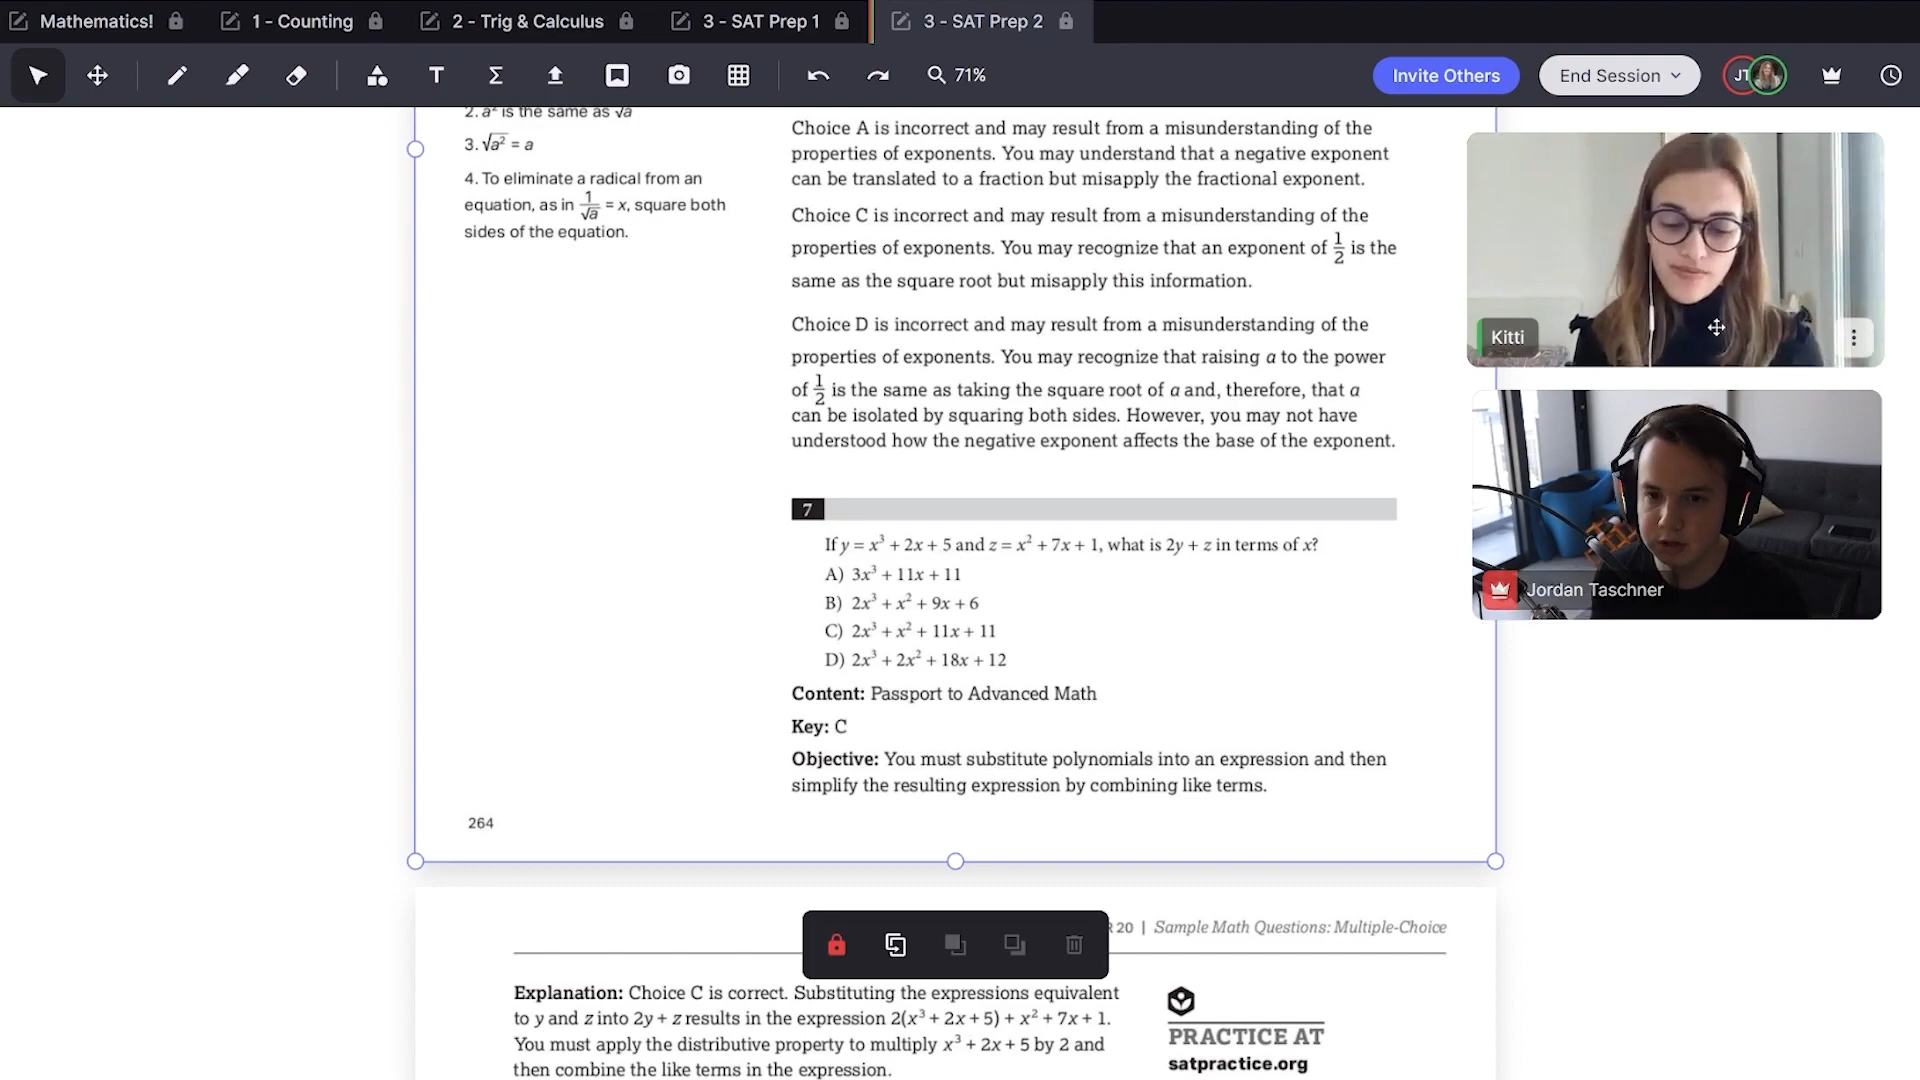 Mathematics!
1 - Counting
2 - Trig & Calculus
3 - SAT Prep 1
3 - SAT Prep 2
T
Σ
71%
Invite Others
End Session
JT
2. a² is the same as √a
3. √a² = a
4. To eliminate a radical from an
equation, as in 1/√a = x, square both
sides of the equation.
Choice A is incorrect and may result from a misunderstanding of the
properties of exponents. You may understand that a negative exponent
can be translated to a fraction but misapply the fractional exponent.
Choice C is incorrect and may result from a misunderstanding of the
properties of exponents. You may recognize that an exponent of 1/2 is the
same as the square root but misapply this information.
Choice D is incorrect and may result from a misunderstanding of the
properties of exponents. You may recognize that raising a to the power
of 1/2 is the same as taking the square root of a and, therefore, that a
can be isolated by squaring both sides. However, you may not have
understood how the negative exponent affects the base of the exponent.
7
If y = x³ + 2x + 5 and z = x² + 7x + 1, what is 2y + z in terms of x?
A) 3x³ + 11x + 11
B) 2x³ + x² + 9x + 6
C) 2x³ + x² + 11x + 11
D) 2x³ + 2x² + 18x + 12
Content: Passport to Advanced Math
Key: C
Objective: You must substitute polynomials into an expression and then
simplify the resulting expression by combining like terms.
264
Kitti
Jordan Taschner
20 | Sample Math Questions: Multiple-Choice
Explanation: Choice C is correct. Substituting the expressions equivalent
to y and z into 2y + z results in the expression 2(x³ + 2x + 5) + x² + 7x + 1.
You must apply the distributive property to multiply x³ + 2x + 5 by 2 and
then combine the like terms in the expression.
PRACTICE AT
satpractice.org